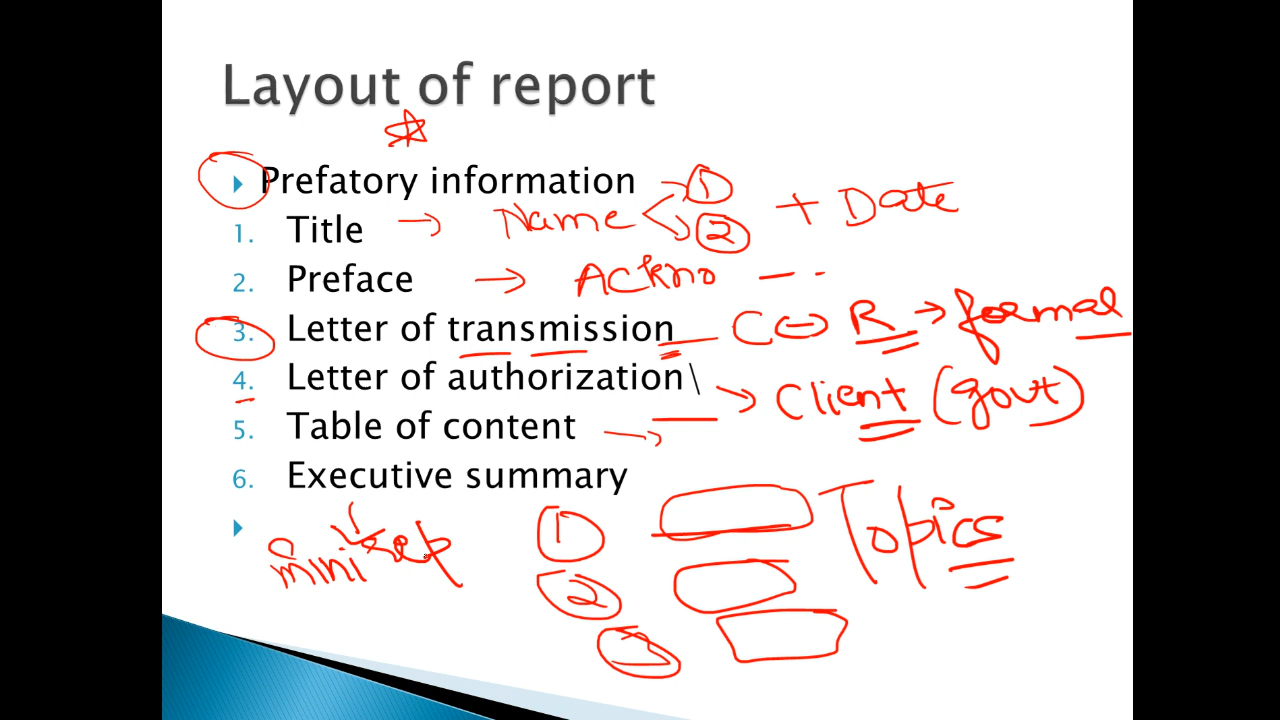 Layout of report
Prefatory information 1
1. Title → Name 2 + Date
2. Preface → Ackno - -
3. Letter of transmission C ↔ R → formal
4. Letter of authorization\ → Client (govt)
5. Table of content →
6. Executive summary
1 Topics
mini rep
2
3